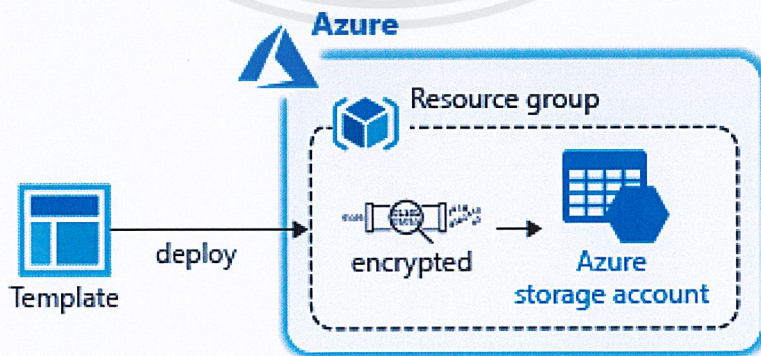 Azure
Resource group
deploy
encrypted
Template
Azure
storage account